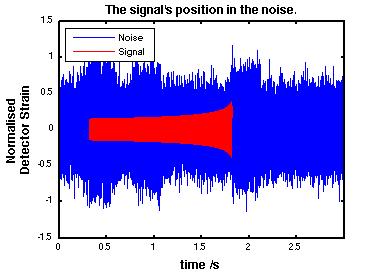 The signal's position in the noise.
Noise
Signal
Normalised
Detector Strain
1.5
1
0.5
0
-0.5
-1
-1.5
0 0.5 1 1.5 2 2.5
time /s